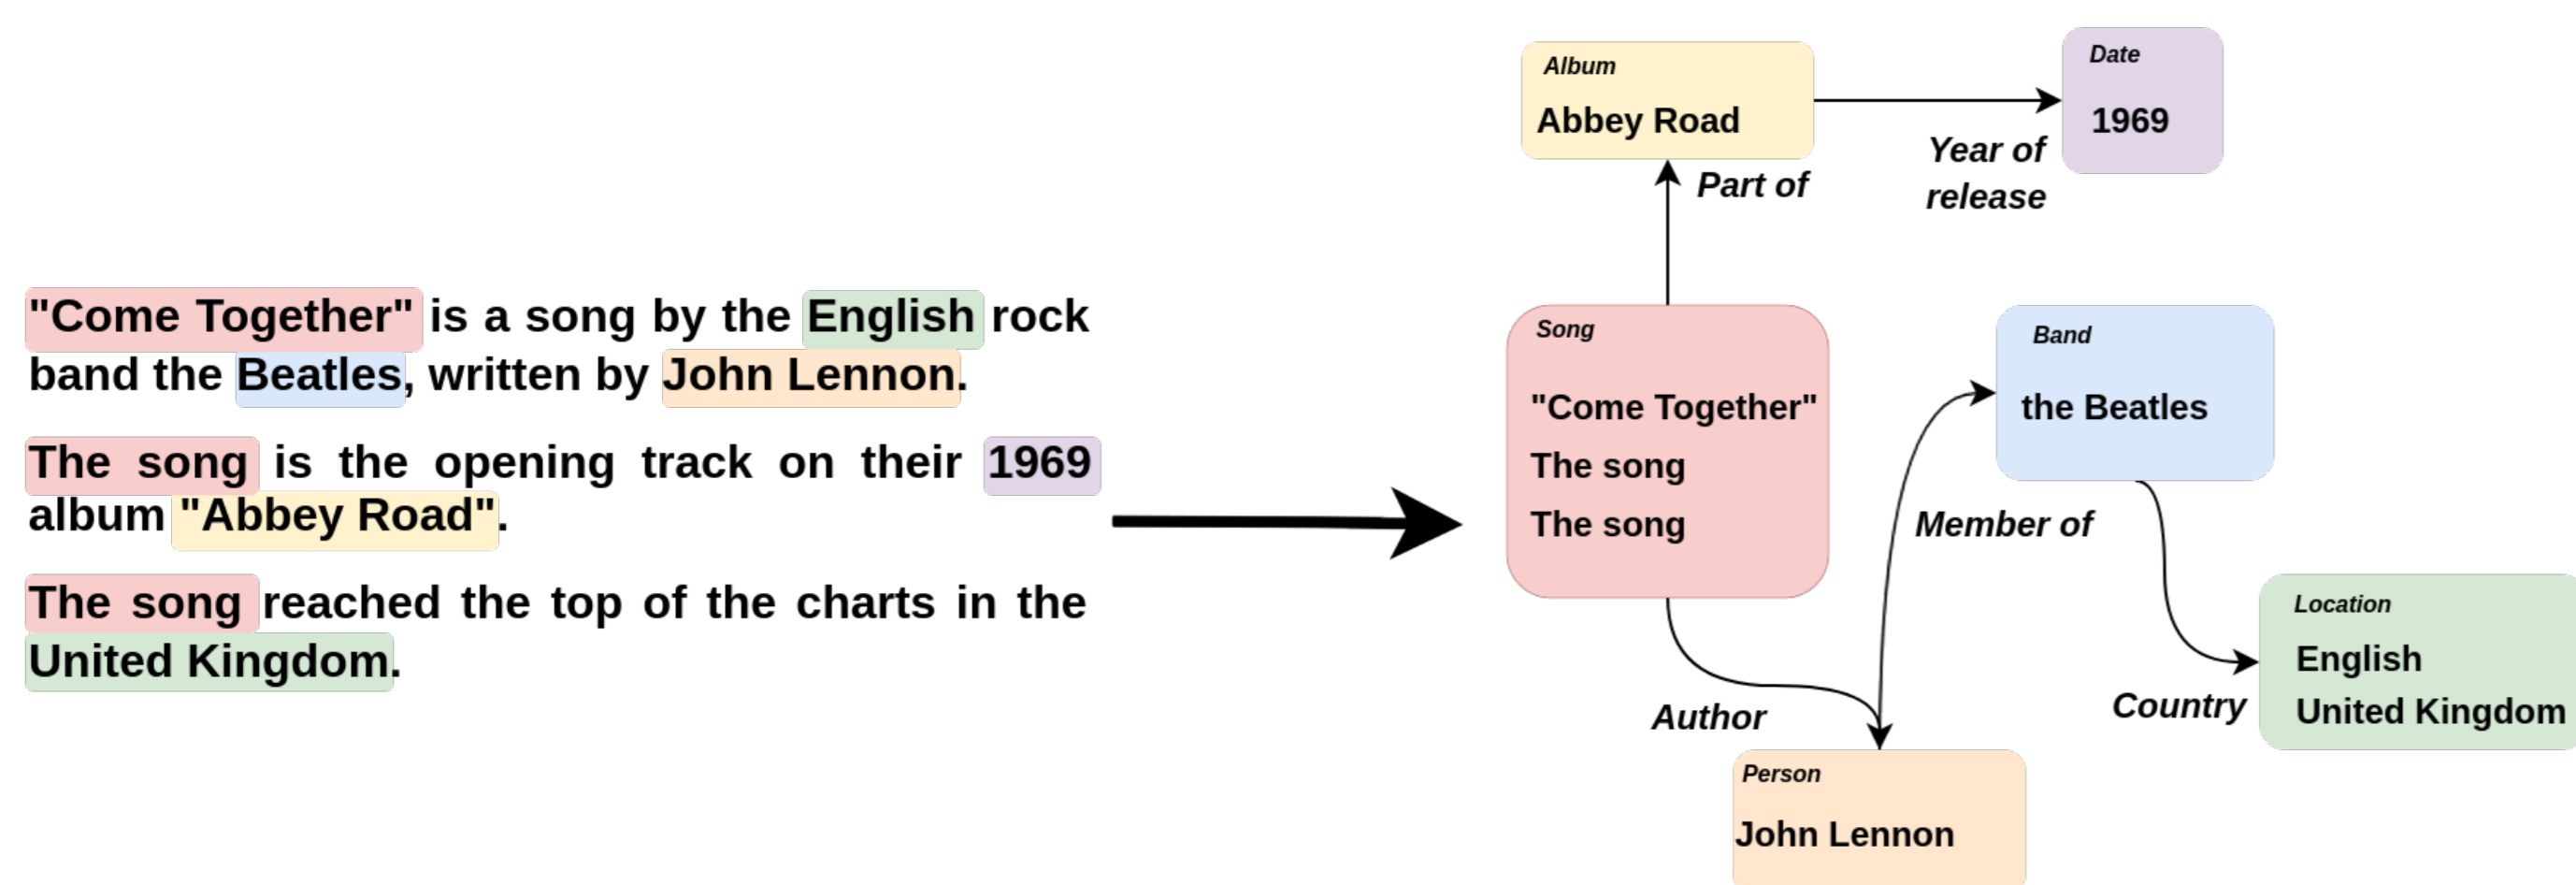 "Come Together" is a song by the English rock
band the Beatles, written by John Lennon.
The song is the opening track on their 1969
album "Abbey Road".
The song reached the top of the charts in the
United Kingdom.
Album
Abbey Road
Date
1969
Year of
release
Part of
Song
"Come Together"
The song
The song
Band
the Beatles
Member of
Location
English
United Kingdom
Country
Author
Person
John Lennon